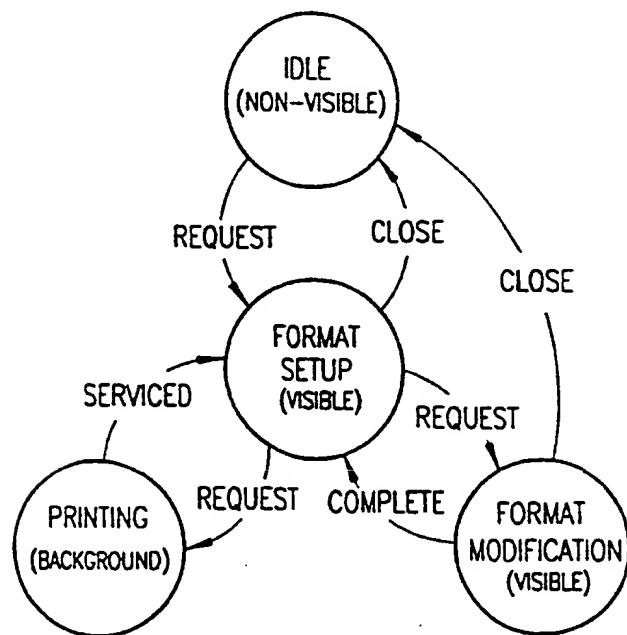 IDLE
(NON-VISIBLE)
REQUEST
CLOSE
CLOSE
FORMAT
SETUP
(VISIBLE)
SERVICED
REQUEST
REQUEST
COMPLETE
PRINTING
(BACKGROUND)
FORMAT
MODIFICATION
(VISIBLE)